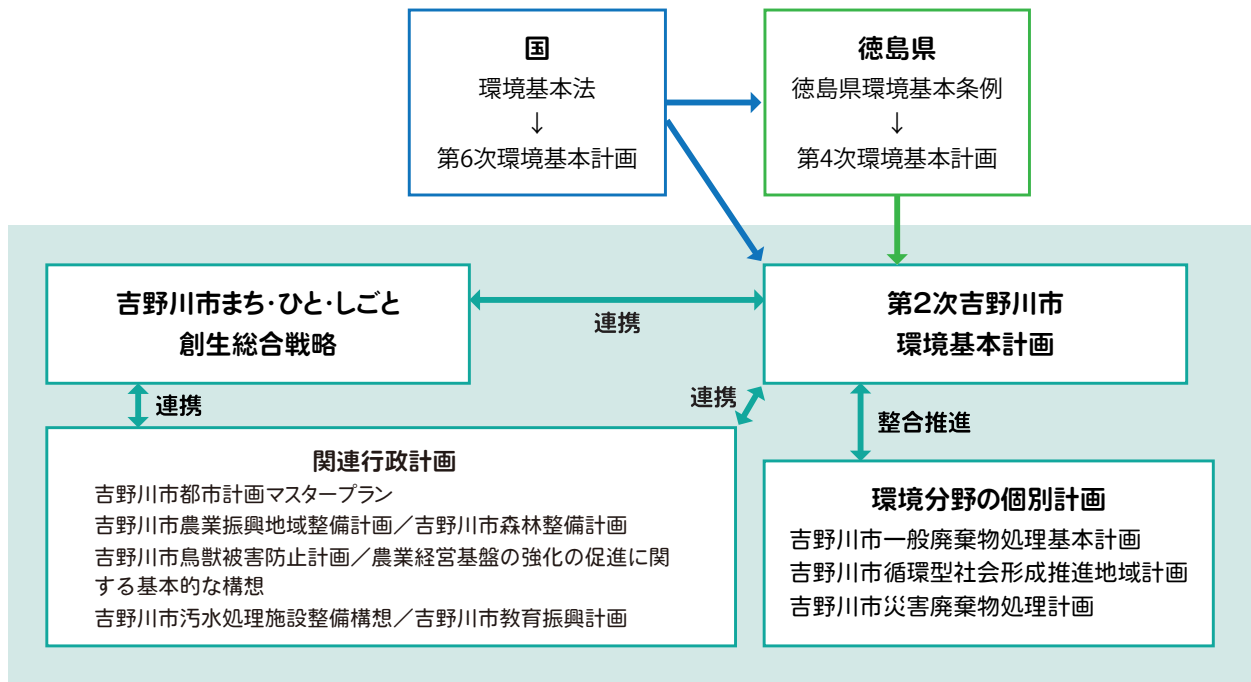 国
環境基本法
↓
第6次環境基本計画
徳島県
徳島県環境基本条例
↓
第4次環境基本計画
吉野川市まち・ひと・しごと
創生総合戦略
連携
第2次吉野川市
環境基本計画
連携
連携
整合推進
関連行政計画
吉野川市都市計画マスタープラン
吉野川市農業振興地域整備計画／吉野川市森林整備計画
吉野川市鳥獣被害防止計画／農業経営基盤の強化の促進に関
する基本的な構想
吉野川市汚水処理施設整備構想／吉野川市教育振興計画
環境分野の個別計画
吉野川市一般廃棄物処理基本計画
吉野川市循環型社会形成推進地域計画
吉野川市災害廃棄物処理計画